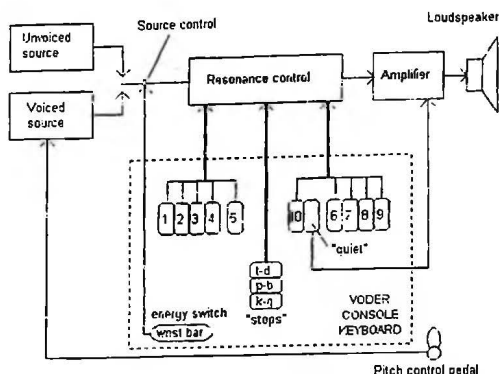 Loudspeaker
Source control
Unvoiced
source
Resonance control
Amplifier
Voiced
source
1 2 3 4 5
10 6 7 8 9
"quiet"
t-d
p-b
k-g
"stops"
energy switch
wrist bar
VODER
CONSOLE
KEYBOARD
Pitch control pedal